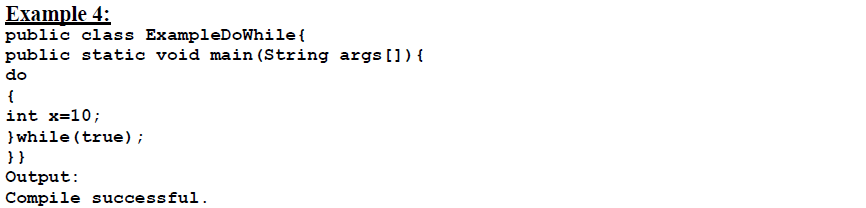 Example 4:
public class ExampleDoWhile{
public static void main(String args[]){
do
{
int x=10;
}while(true);
}}
Output:
Compile successful.